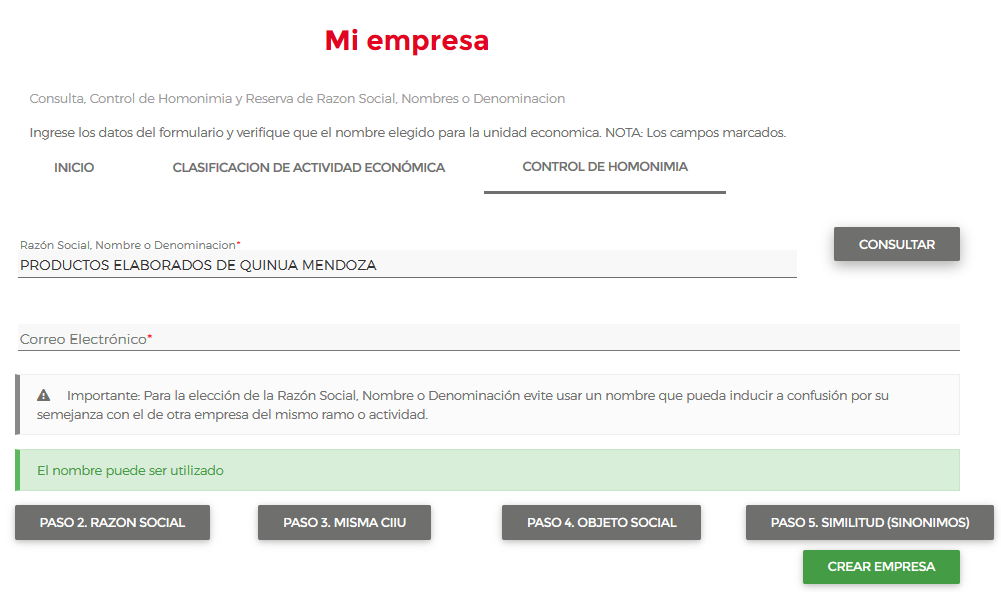 Mi empresa
Consulta, Control de Homonimia y Reserva de Razon Social, Nombres o Denominacion
Ingrese los datos del formulario y verifique que el nombre elegido para la unidad economica. NOTA: Los campos marcados.
INICIO
CLASIFICACION DE ACTIVIDAD ECONÓMICA
CONTROL DE HOMONIMIA
Razón Social, Nombre o Denominacion*
PRODUCTOS ELABORADOS DE QUINUA MENDOZA
CONSULTAR
Correo Electrónico*
Importante: Para la elección de la Razón Social, Nombre o Denominación evite usar un nombre que pueda inducir a confusión por su
semejanza con el de otra empresa del mismo ramo o actividad.
El nombre puede ser utilizado
PASO 2. RAZON SOCIAL
PASO 3. MISMA CIIU
PASO 4. OBJETO SOCIAL
PASO 5. SIMILITUD (SINONIMOS)
CREAR EMPRESA